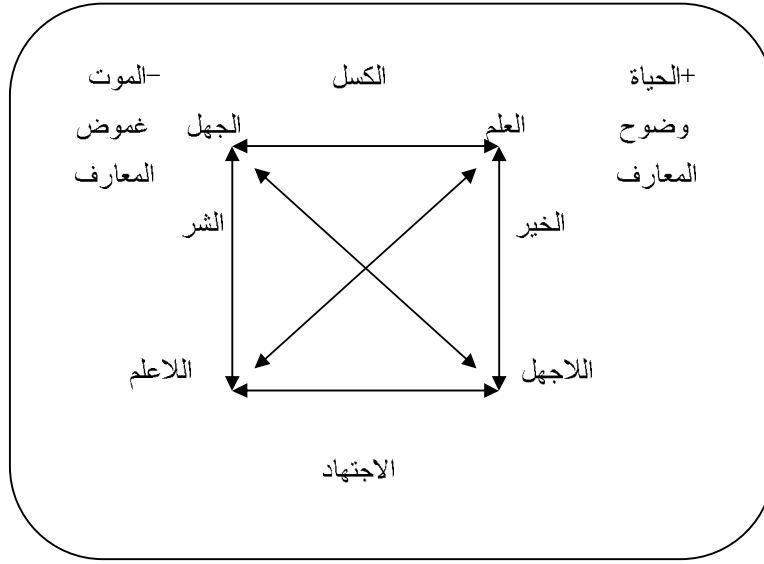 +الحياة
الكسل
–الموت
وضوح
العلم
الجهل
غموض
المعارف
المعارف
الخير
الشر
اللاجهل
اللاعلم
الاجتهاد